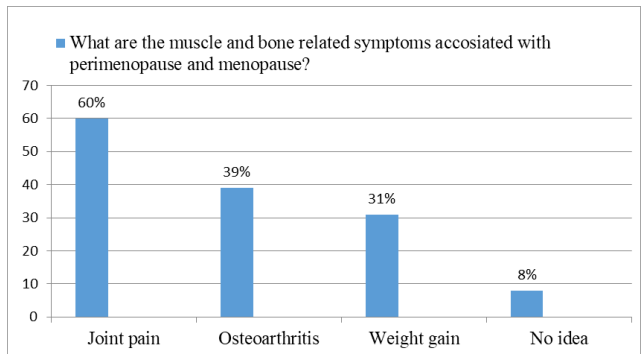 What are the muscle and bone related symptoms accosiated with
perimenopause and menopause?
70
60
50
40
30
20
10
0
60%
39%
31%
8%
Joint pain
Osteoarthritis
Weight gain
No idea